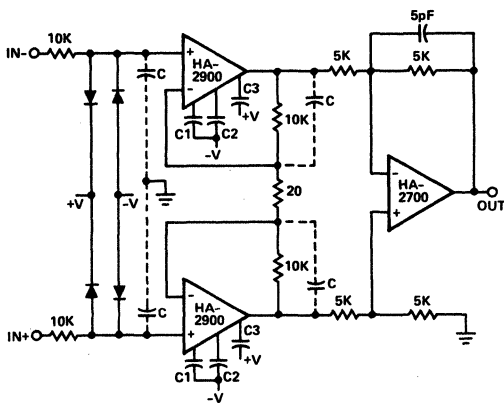 5pF
IN-
10K
+
HA-
2900
-
C
C3
+V
C1
C2
-V
10K
C
5K
5K
20
+V
-V
-
HA-
2700
+
OUT
10K
C
C
-
HA-
2900
+
C3
+V
C1
C2
-V
IN+
10K
5K
5K